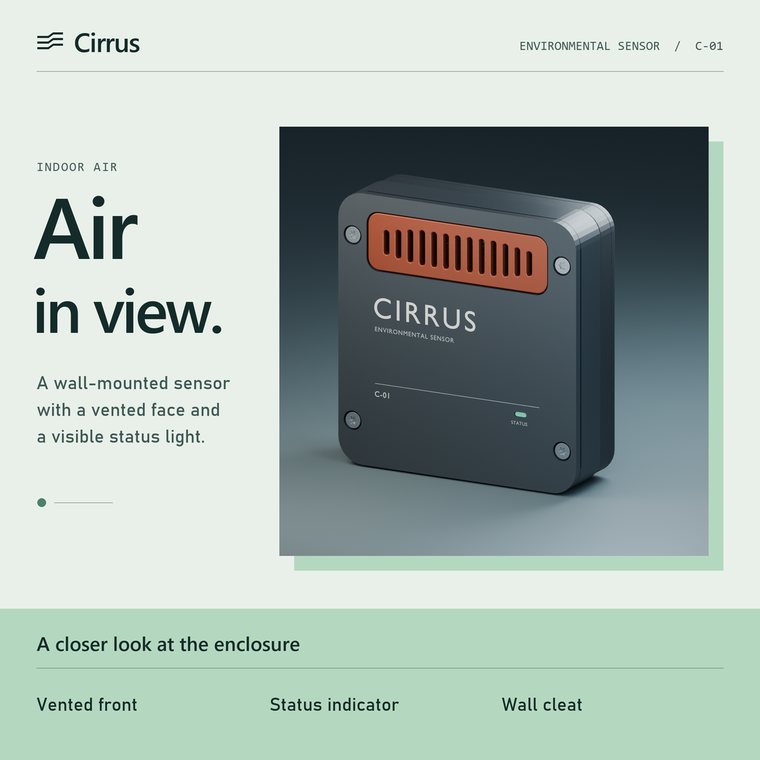 Cirrus
ENVIRONMENTAL SENSOR / C-01
INDOOR AIR
Air
in view.
A wall-mounted sensor
with a vented face and
a visible status light.
CIRRUS
ENVIRONMENTAL SENSOR
C-01
STATUS
A closer look at the enclosure
Vented front
Status indicator
Wall cleat